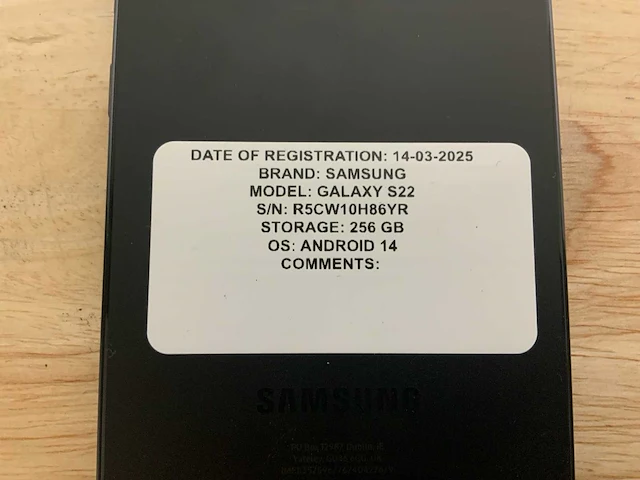 DATE OF REGISTRATION: 14-03-2025
BRAND: SAMSUNG
MODEL: GALAXY S22
S/N: R5CW10H86YR
STORAGE: 256 GB
OS: ANDROID 14
COMMENTS:
SAMSUNG